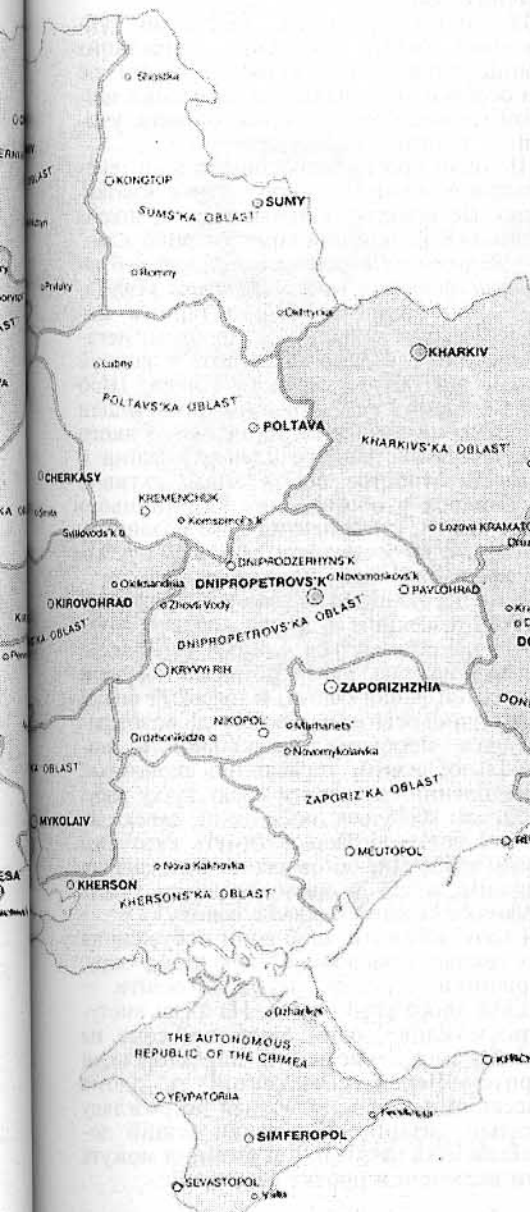 Shostka
KONGTOP
SUMY
SUMS'KA OBLAST'
Romny
Pryluky
Okhtyrka
KHARKIV
Lubny
POLTAVS'KA OBLAST'
POLTAVA
KHARKIVS'KA OBLAST'
CHERKASY
KREMENCHUK
Komsomol's'k
Svitlovods'k
Lozova
DNIPRODZERHYNS'K
Oleksandriia
DNIPROPETROVS'K
Novomoskovs'k
PAVLOHRAD
KIROVOHRAD
Zhovti Vody
DNIPROPETROVS'KA OBLAST'
KRYVYI RIH
ZAPORIZHZHIA
NIKOPOL
Marhanets'
Ordzhonikidze
Novomykolaivka
ZAPORIZ'KA OBLAST'
MYKOLAIV
MELITOPOL
Nova Kakhovka
KHERSON
KHERSONS'KA OBLAST'
Dzhankoi
THE AUTONOMOUS
REPUBLIC OF THE CRIMEA
YEVPATORIIA
SIMFEROPOL
SEVASTOPOL
Yalta